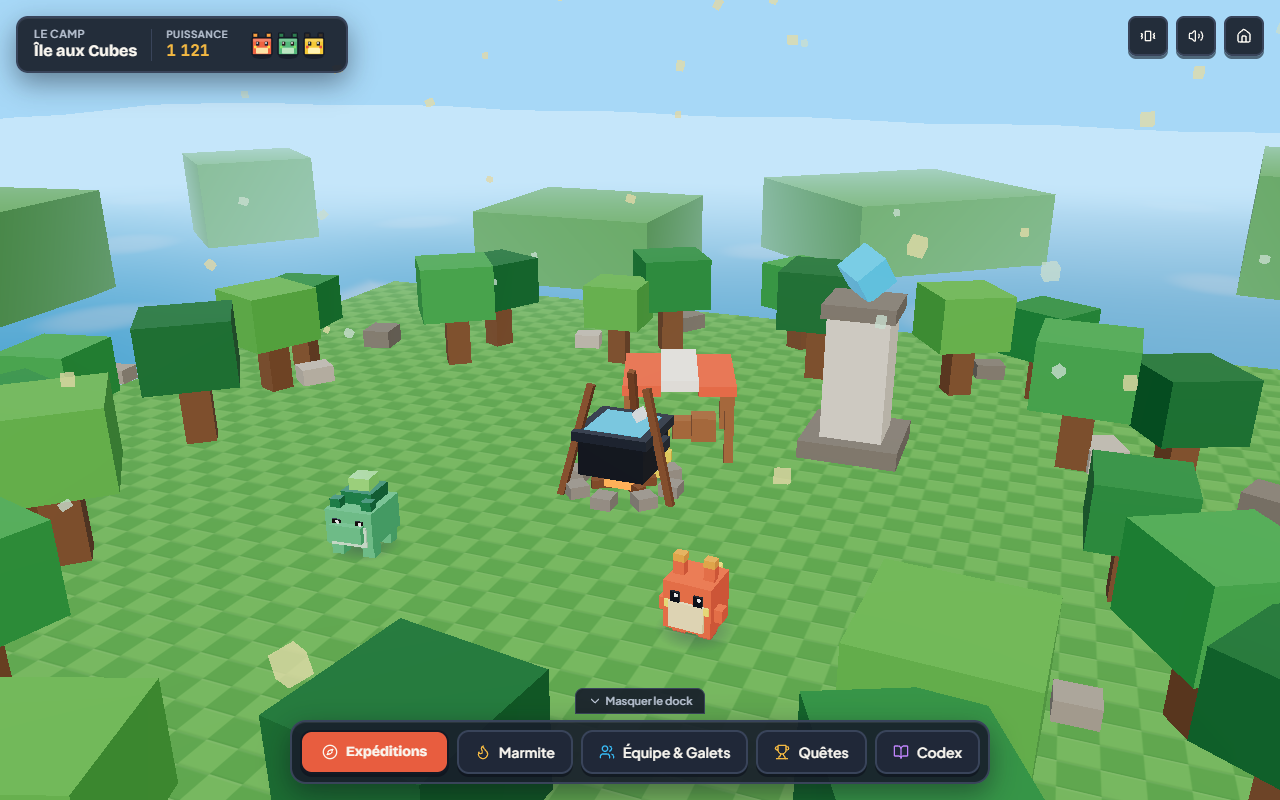 LE CAMP
Île aux Cubes
PUISSANCE
1 121
Masquer le dock
Expéditions
Marmite
Équipe & Galets
Quêtes
Codex